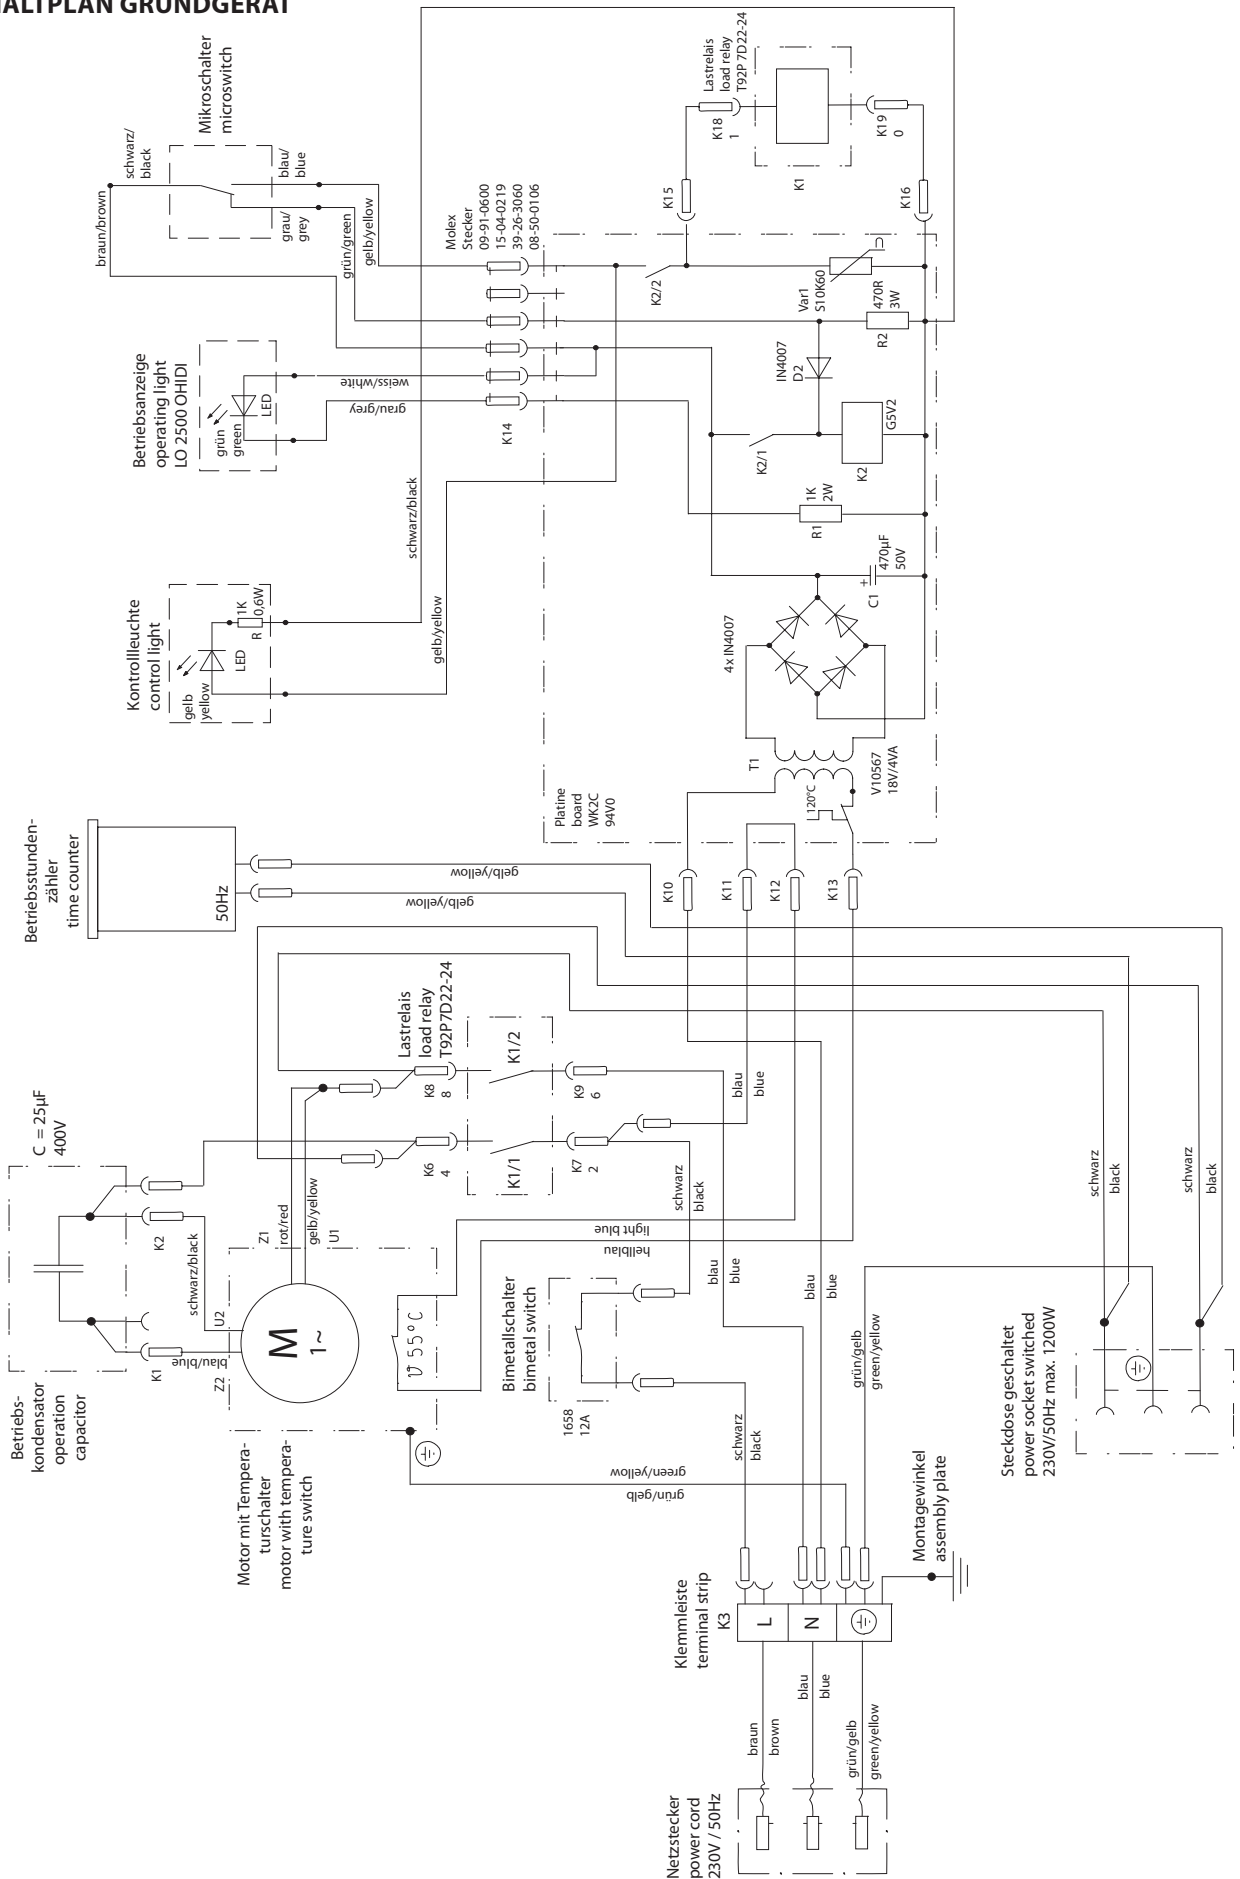 HALTPLAN GRUNDGERÄT
Mikroschalter
microswitch
schwarz/
black
braun/brown
blau/
blue
grau/
grey
grün/green
gelb/yellow
Betriebsanzeige
operating light
LO 2500 OHIDI
grün
green
LED
weiss/white
grau/grey
Molex
Stecker
09-91-0600
15-04-0219
39-26-3060
08-50-0106
K14
Lastrelais
load relay
T92P 7D22-24
K18
1
K1
K19
0
K15
K16
K2/2
Var1
S10K60
U
470R
3W
R2
IN4007
D2
K2/1
G5V2
K2
1K
2W
R1
470µF
50V
+
C1
4x IN4007
T1
V10567
18V/4VA
120°C
Platine
board
WK2C
94V0
Kontrollleuchte
control light
gelb
yellow
LED
1K
0,6W
R
schwarz/black
gelb/yellow
Betriebsstunden-
zähler
time counter
50Hz
gelb/yellow
gelb/yellow
K10
K11
K12
K13
Lastrelais
load relay
T92P7D22-24
K8
8
K1/2
K9
6
K6
4
K1/1
K7
2
blau
blue
schwarz
black
C = 25µF
400V
Betriebs-
kondensator
operation
capacitor
K2
K1
schwarz/black
blau/blue
Z1
rot/red
gelb/yellow
U1
U2
Z2
M
1~
ϑ 55°C
Motor mit Tempera-
turschalter
motor with tempera-
ture switch
light blue
hellblau
Bimetallschalter
bimetal switch
1658
12A
blau
blue
blau
blue
schwarz
black
grün/gelb
green/yellow
green/yellow
grün/gelb
schwarz
black
schwarz
black
Steckdose geschaltet
power socket switched
230V/50Hz max. 1200W
Montagewinkel
assembly plate
Klemmleiste
terminal strip
K3
L
N
braun
brown
blau
blue
grün/gelb
green/yellow
Netzstecker
power cord
230V / 50Hz